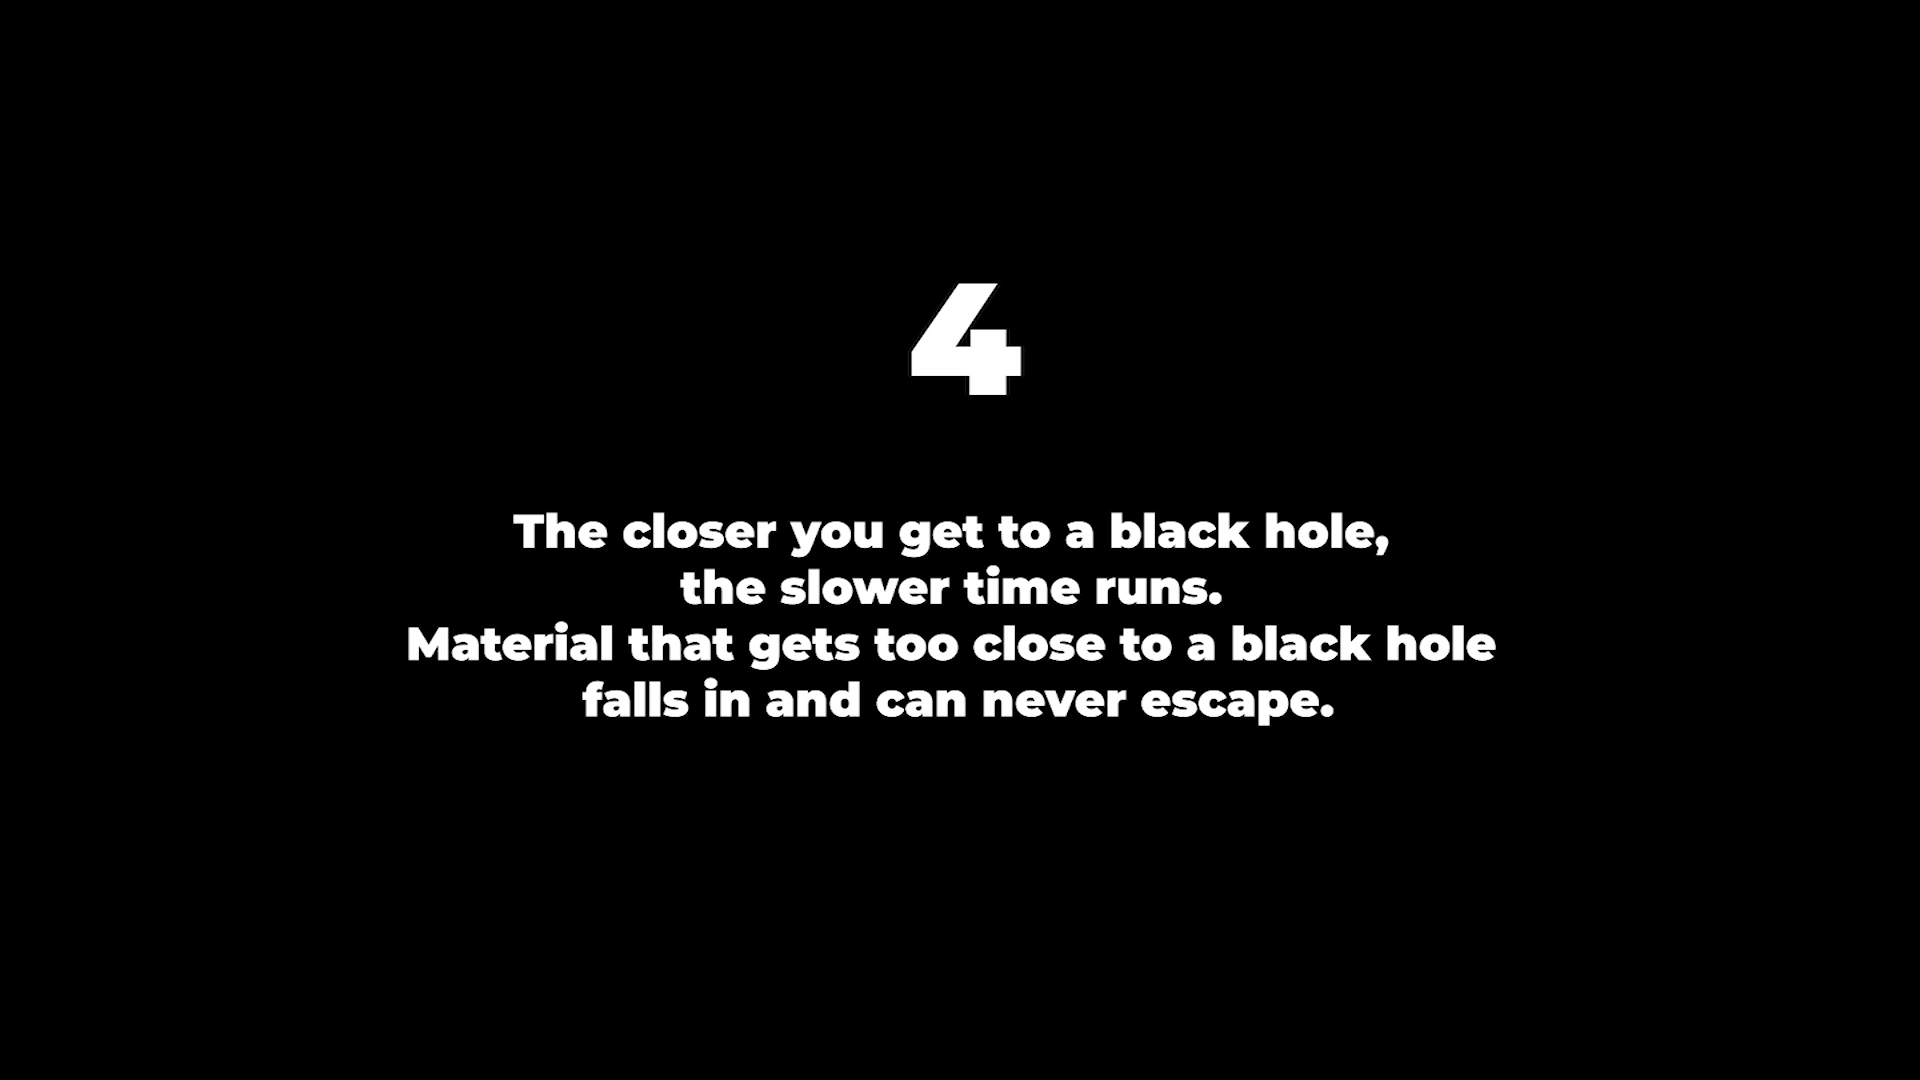 4
The closer you get to a black hole,
the slower time runs.
Material that gets too close to a black hole
falls in and can never escape.